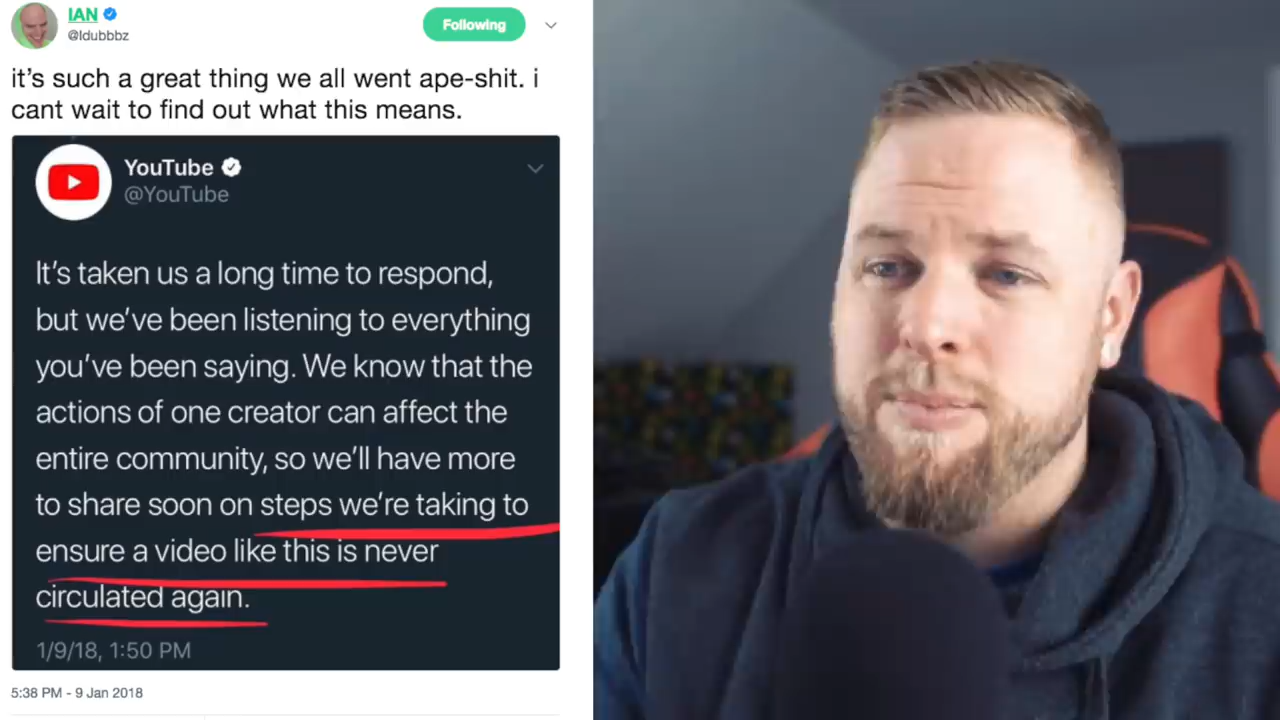 IAN
@Idubbbz
Following
it's such a great thing we all went ape-shit. i
cant wait to find out what this means.
YouTube
@YouTube
It's taken us a long time to respond,
but we've been listening to everything
you've been saying. We know that the
actions of one creator can affect the
entire community, so we'll have more
to share soon on steps we're taking to
ensure a video like this is never
circulated again.
1/9/18, 1:50 PM
5:38 PM - 9 Jan 2018